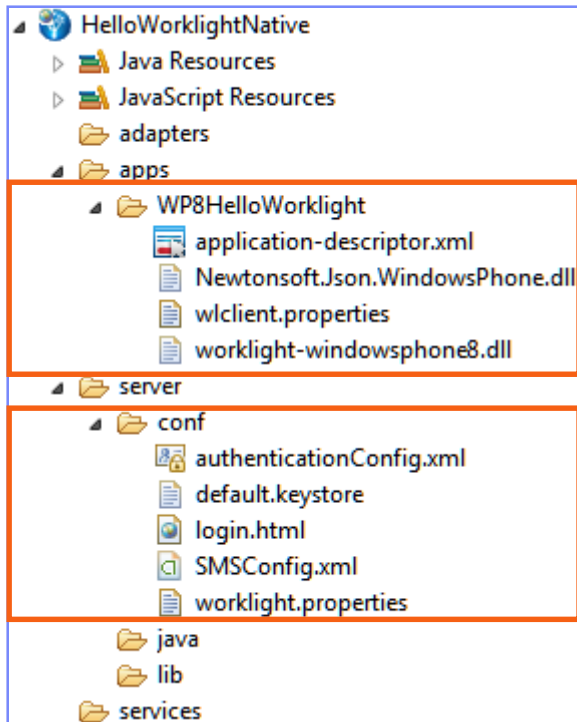 HelloWorklightNative
Java Resources
JavaScript Resources
adapters
apps
WP8HelloWorklight
application-descriptor.xml
Newtonsoft.Json.WindowsPhone.dll
wlclient.properties
worklight-windowsphone8.dll
server
conf
authenticationConfig.xml
default.keystore
login.html
SMSConfig.xml
worklight.properties
java
lib
services